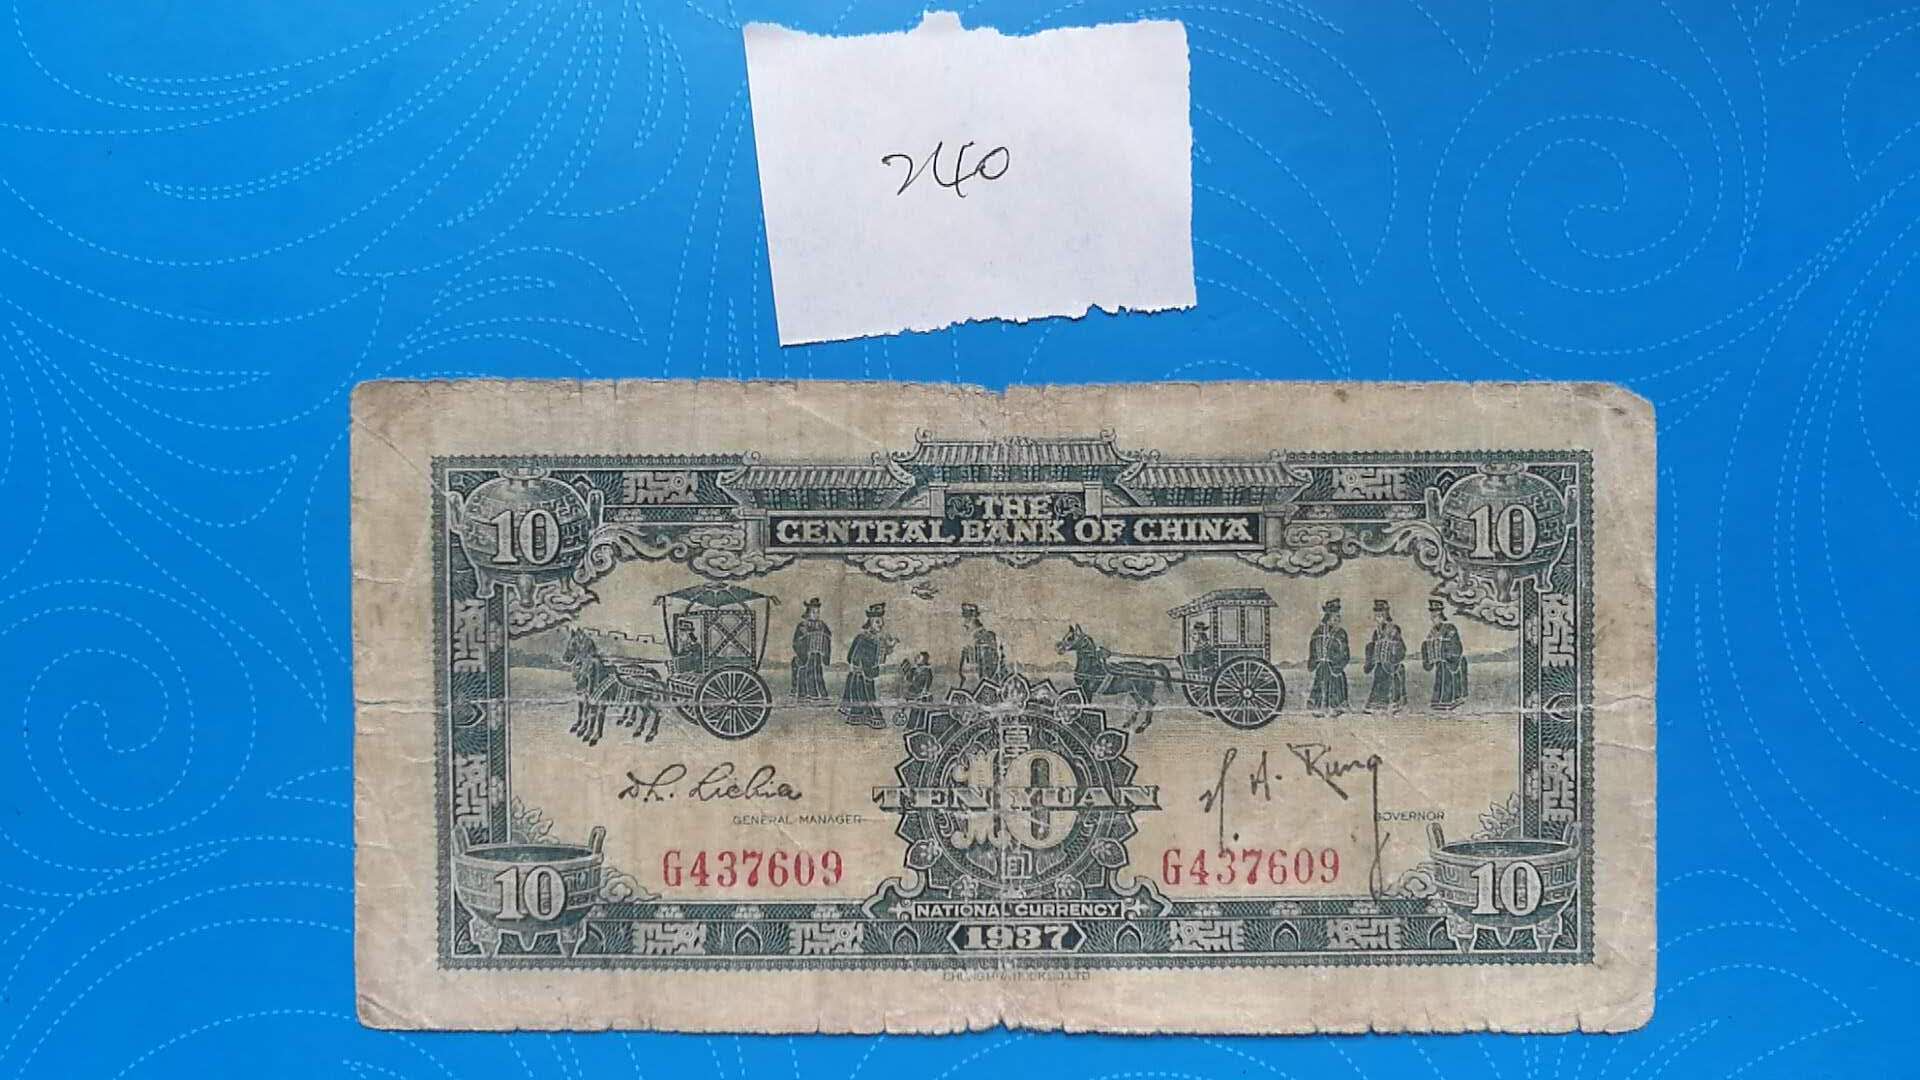 240
THE
CENTRAL BANK OF CHINA
10
10
10
TEN YUAN
GENERAL MANAGER
GOVERNOR
G437609
G437609
10
10
NATIONAL CURRENCY
1937